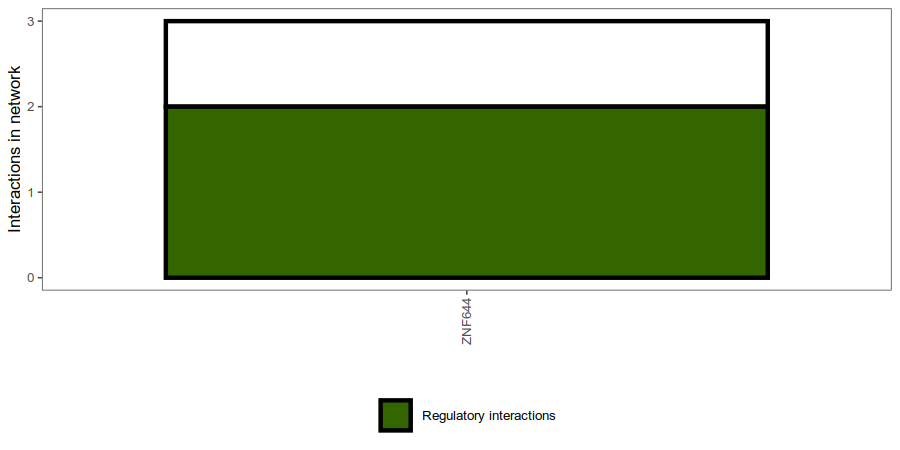 Interactions in network
3
2
1
0
ZNF644
Regulatory interactions